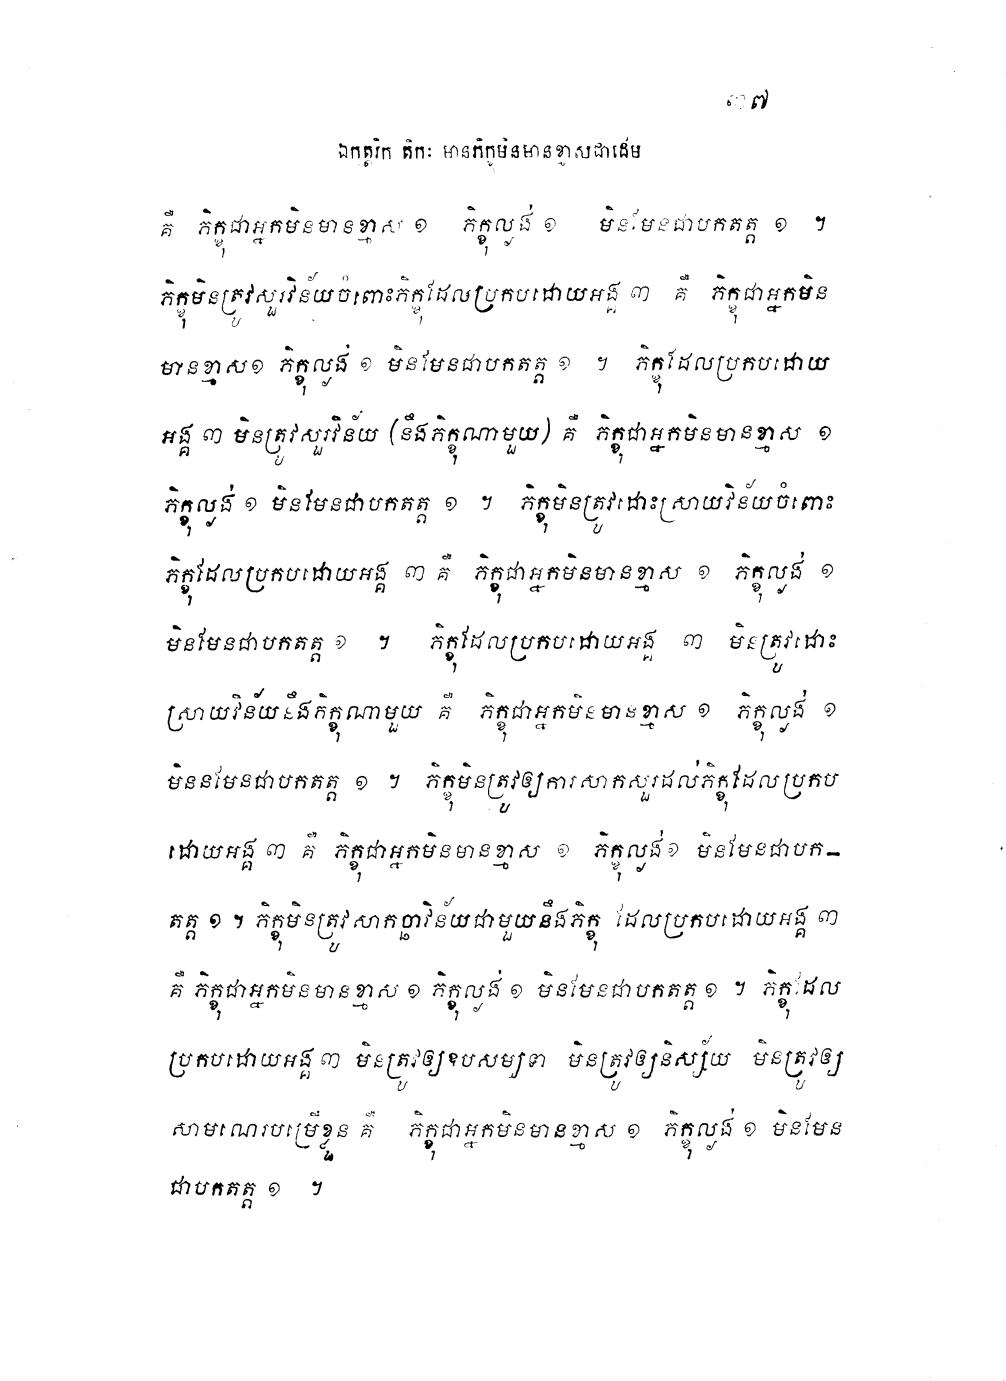 ៣៧
ឯកុត្តរិក តិកៈ មានភិក្ខុមិនមានខ្មាសជាដើម
គឺ ភិក្ខុជាអ្នកមិនមានខ្មាស ១ ភិក្ខុល្ងង់ ១ មិនមែនជាបកតត្ត ១ ។
ភិក្ខុមិនត្រូវសួរវិន័យចំពោះភិក្ខុដែលប្រកបដោយអង្គ ៣ គឺ ភិក្ខុជាអ្នកមិន
មានខ្មាស១ ភិក្ខុល្ងង់ ១ មិនមែនជាបកតត្ត ១ ។ ភិក្ខុដែលប្រកបដោយ
អង្គ ៣ មិនត្រូវសួរវិន័យ (នឹងភិក្ខុណាមួយ) គឺ ភិក្ខុជាអ្នកមិនមានខ្មាស ១
ភិក្ខុល្ងង់ ១ មិនមែនជាបកតត្ត ១ ។ ភិក្ខុមិនត្រូវដោះស្រាយវិន័យចំពោះ
ភិក្ខុដែលប្រកបដោយអង្គ ៣ គឺ ភិក្ខុជាអ្នកមិនមានខ្មាស ១ ភិក្ខុល្ងង់ ១
មិនមែនជាបកតត្ត ១ ។ ភិក្ខុដែលប្រកបដោយអង្គ ៣ មិនត្រូវដោះ
ស្រាយវិន័យនឹងភិក្ខុណាមួយ គឺ ភិក្ខុជាអ្នកមិនមានខ្មាស ១ ភិក្ខុល្ងង់ ១
មិននមែនជាបកតត្ត ១ ។ ភិក្ខុមិនត្រូវឲ្យការសាកសួរដល់ភិក្ខុដែលប្រកប
ដោយអង្គ ៣ គឺ ភិក្ខុជាអ្នកមិនមានខ្មាស ១ ភិក្ខុល្ងង់១ មិនមែនជាបក–
តត្ត ១ ។ ភិក្ខុមិនត្រូវសាកច្ឆាវិន័យជាមួយនឹងភិក្ខុ ដែលប្រកបដោយអង្គ ៣
គឺ ភិក្ខុជាអ្នកមិនមានខ្មាស ១ ភិក្ខុល្ងង់ ១ មិនមែនជាបកតត្ត ១ ។ ភិក្ខុដែល
ប្រកបដោយអង្គ ៣ មិនត្រូវឲ្យឧបសម្បទា មិនត្រូវឲ្យនិស្ស័យ មិនត្រូវឲ្យ
សាមណេរបម្រើខ្លួន គឺ ភិក្ខុជាអ្នកមិនមានខ្មាស ១ ភិក្ខុល្ងង់ ១ មិនមែន
ជាបកតត្ត ១ ។